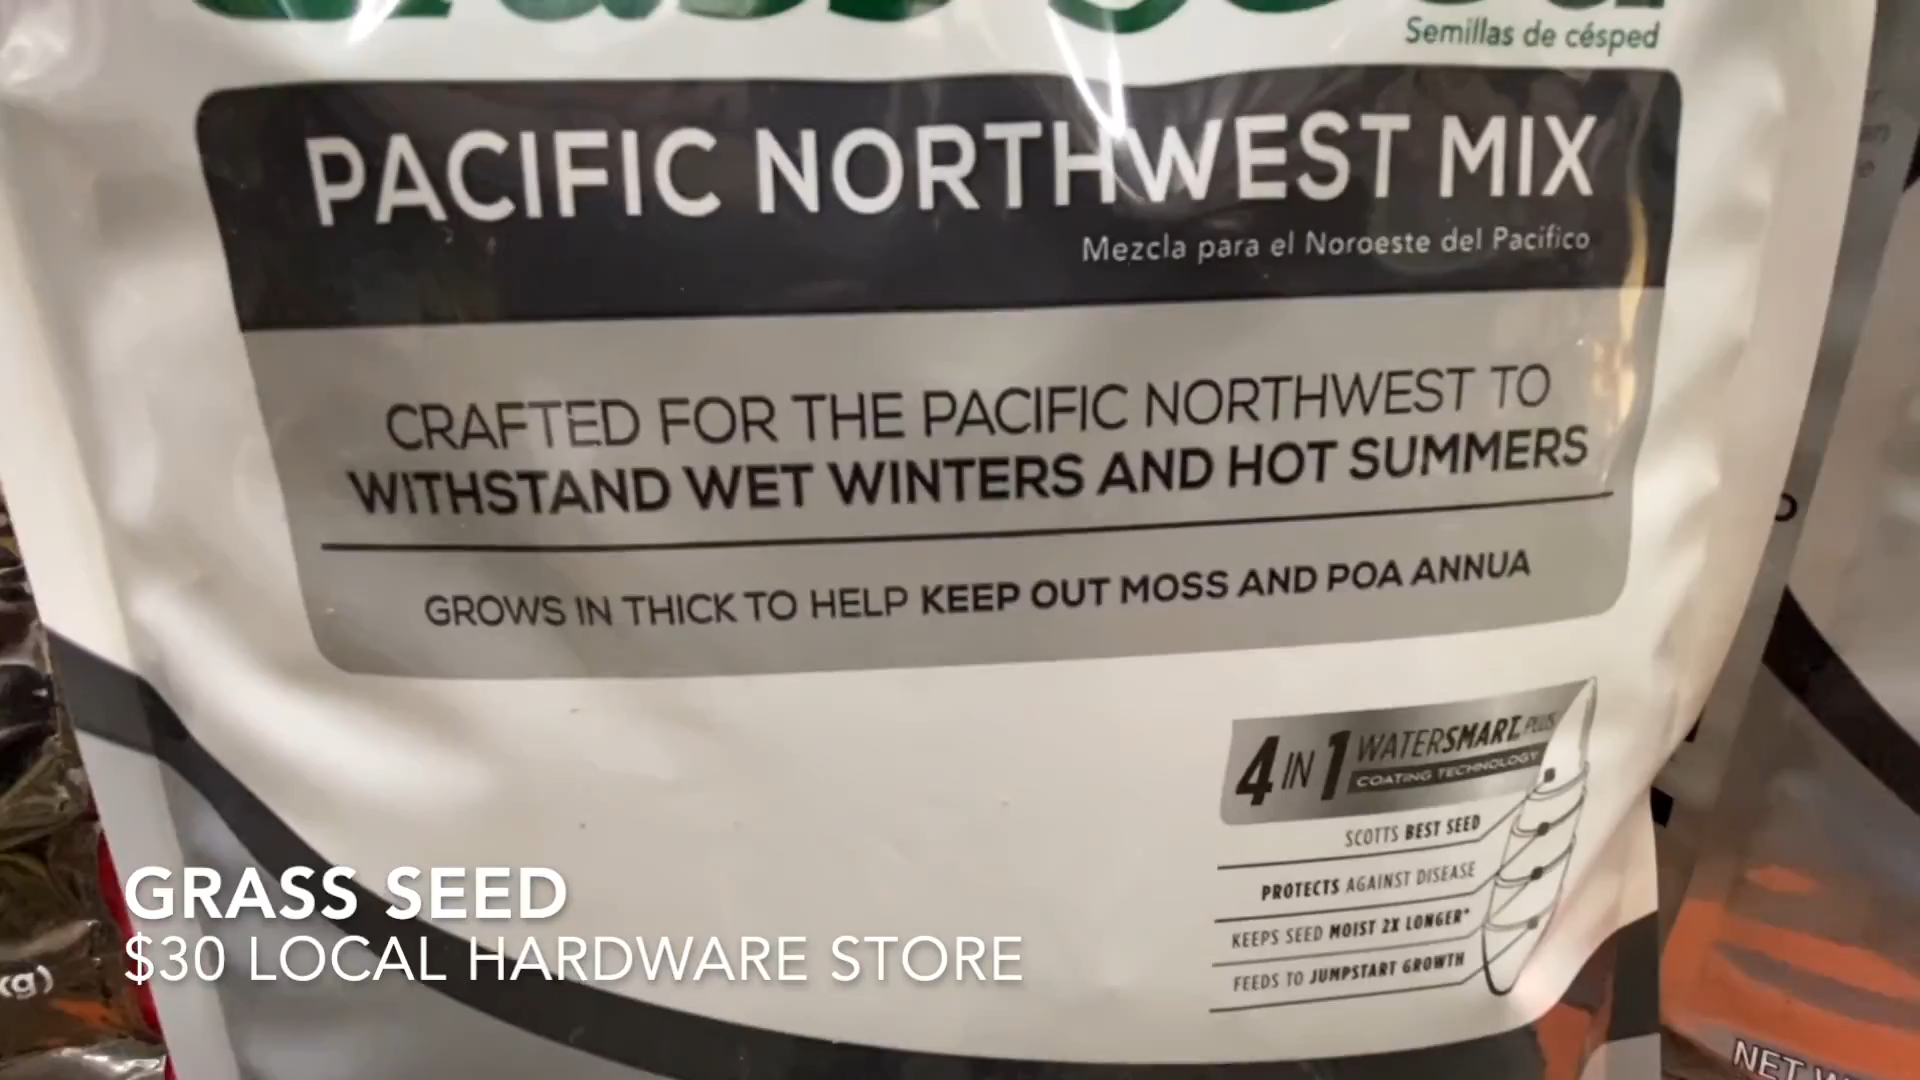 Semillas de césped
PACIFIC NORTHWEST MIX
Mezcla para el Noroeste del Pacifico
CRAFTED FOR THE PACIFIC NORTHWEST TO
WITHSTAND WET WINTERS AND HOT SUMMERS
GROWS IN THICK TO HELP KEEP OUT MOSS AND POA ANNUA
4 IN 1 WATERSMART PLUS
COATING TECHNOLOGY
SCOTTS BEST SEED
PROTECTS AGAINST DISEASE
KEEPS SEED MOIST 2X LONGER*
FEEDS TO JUMPSTART GROWTH
GRASS SEED
$30 LOCAL HARDWARE STORE
NET